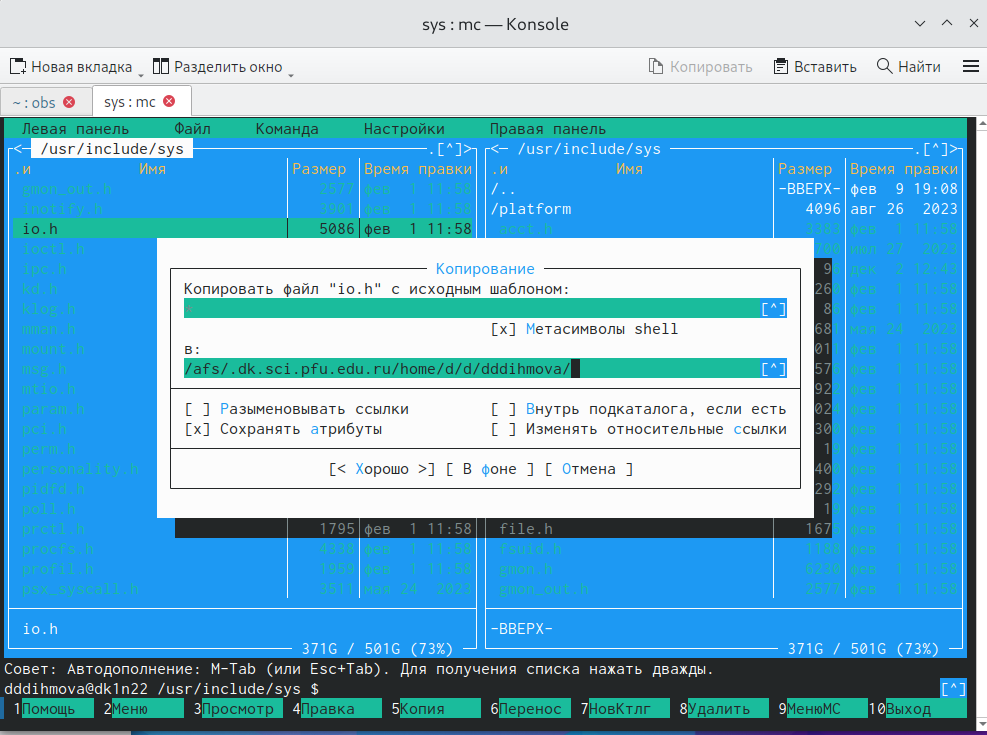 sys : mc — Konsole
Новая вкладка Разделить окно Копировать Вставить Найти
~ : obs sys : mc
Левая панель Файл Команда Настройки Правая панель
<— /usr/include/sys .[^]> <— /usr/include/sys .[^]>
.и Имя Размер Время правки .и Имя Размер Время правки
gmon_out.h 2577 фев 1 11:58 /.. -ВВЕРХ- фев 9 19:08
inotify.h 3901 фев 1 11:58 /platform 4096 авг 26 2023
io.h 5086 фев 1 11:58 acct.h 3383 фев 1 11:58
ioctl.h июл 27 2023
Копирование
ipc.h 9 дек 2 12:43
Копировать файл "io.h" с исходным шаблоном:
kd.h 26 фев 1 11:58
klog.h [^] 8 фев 1 11:58
mman.h [x] Метасимволы shell 68 мая 24 2023
mount.h в: 01 фев 1 11:58
msg.h /afs/.dk.sci.pfu.edu.ru/home/d/d/dddihmova/ [^] 57 фев 1 11:58
mtio.h 92 фев 1 11:58
param.h [ ] Разыменовывать ссылки [ ] Внутрь подкаталога, если есть 02 фев 1 11:58
pci.h [x] Сохранять атрибуты [ ] Изменять относительные ссылки 30 фев 1 11:58
perm.h 1 фев 1 11:58
personality.h [< Хорошо >] [ В фоне ] [ Отмена ] 40 фев 1 11:58
pidfd.h 29 фев 1 11:58
poll.h 1 фев 1 11:58
prctl.h 1795 фев 1 11:58 file.h 1675 фев 1 11:58
procfs.h 4338 фев 1 11:58 fsuid.h 1188 фев 1 11:58
profil.h 1959 фев 1 11:58 gmon.h 6230 фев 1 11:58
psx_syscall.h 3511 мая 24 2023 gmon_out.h 2577 фев 1 11:58
io.h -ВВЕРХ-
371G / 501G (73%) 371G / 501G (73%)
Совет: Автодополнение: M-Tab (или Esc+Tab). Для получения списка нажать дважды.
dddihmova@dk1n22 /usr/include/sys $ [^]
1Помощь 2Меню 3Просмотр 4Правка 5Копия 6Перенос 7НовКтлг 8Удалить 9МенюМС 10Выход